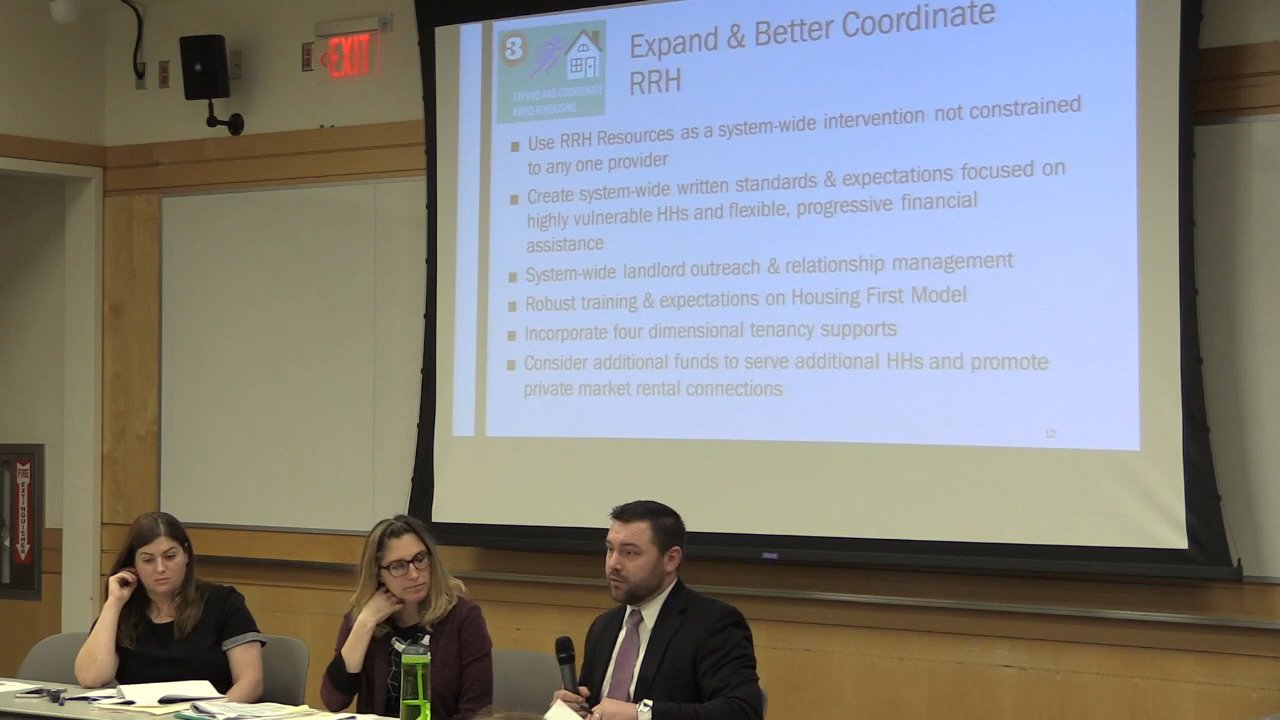 EXIT
3
EXPAND AND COORDINATE
RAPID REHOUSING
Expand & Better Coordinate
RRH
Use RRH Resources as a system-wide intervention not constrained
to any one provider
Create system-wide written standards & expectations focused on
highly vulnerable HHs and flexible, progressive financial
assistance
System-wide landlord outreach & relationship management
Robust training & expectations on Housing First Model
Incorporate four dimensional tenancy supports
Consider additional funds to serve additional HHs and promote
private market rental connections
12
FIRE
EXTINGUISHER